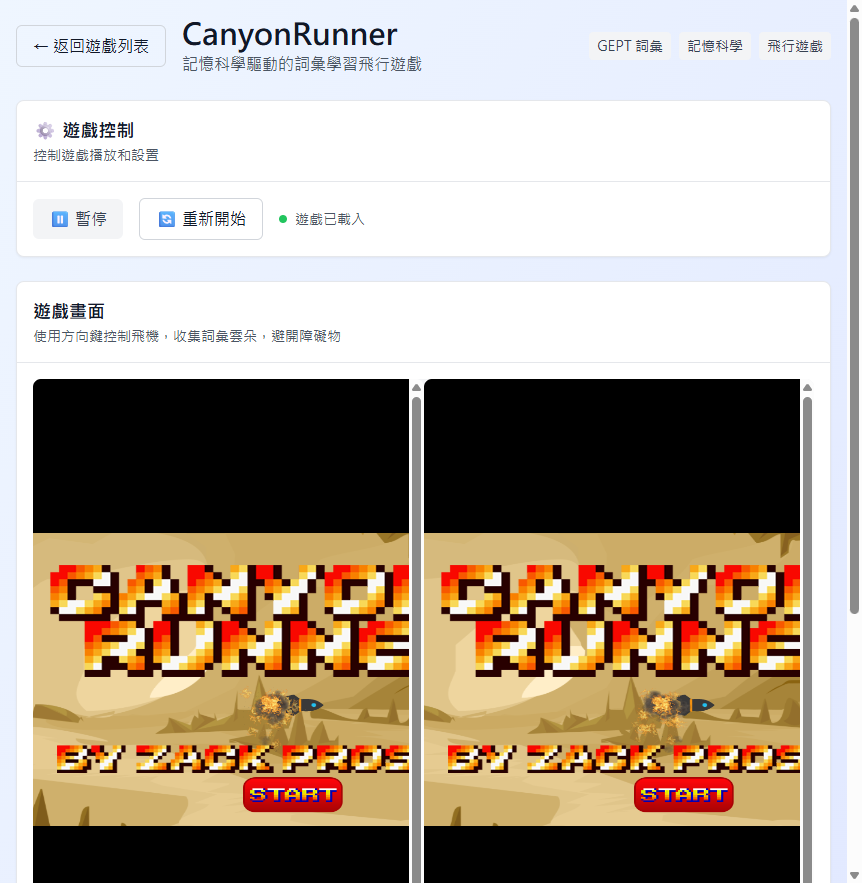 ← 返回遊戲列表
CanyonRunner
記憶科學驅動的詞彙學習飛行遊戲
GEPT 詞彙
記憶科學
飛行遊戲
遊戲控制
控制遊戲播放和設置
暫停
重新開始
遊戲已載入
遊戲畫面
使用方向鍵控制飛機，收集詞彙雲朵，避開障礙物
CANYO
RUNNE
BY ZACK PROS
START
CANYO
RUNNE
BY ZACK PROS
START